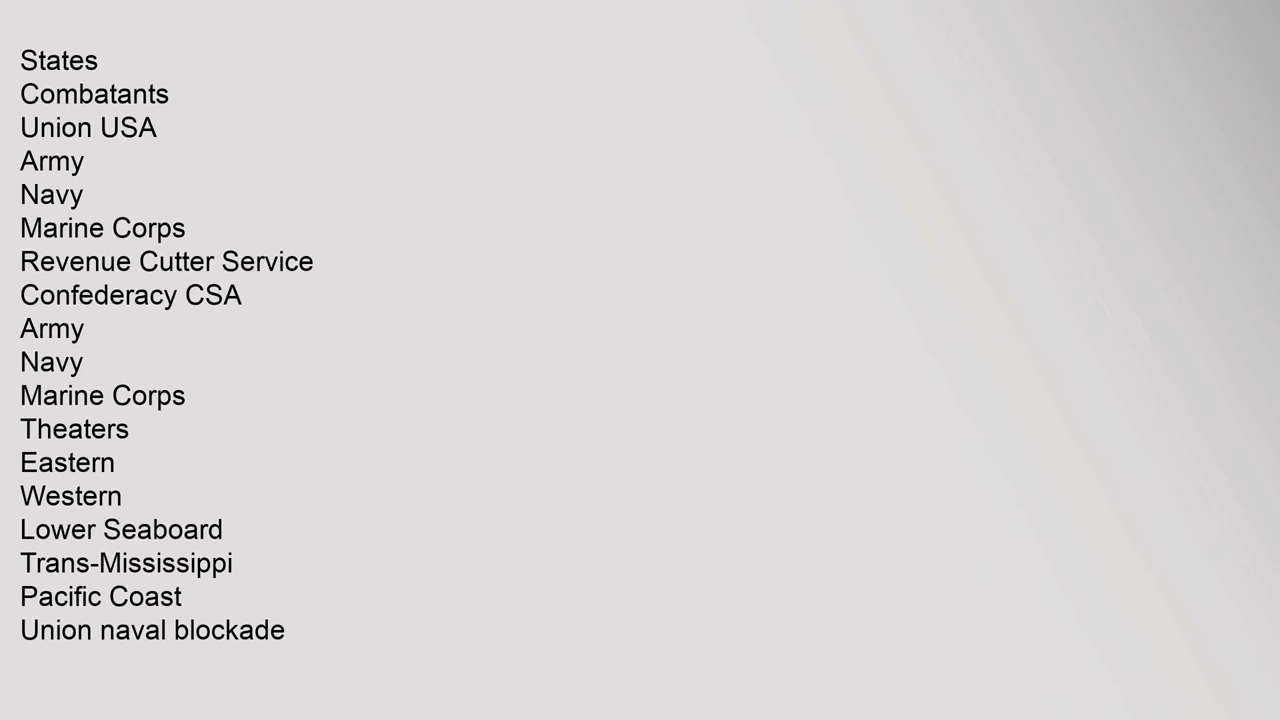 States
Combatants
Union USA
Army
Navy
Marine Corps
Revenue Cutter Service
Confederacy CSA
Army
Navy
Marine Corps
Theaters
Eastern
Western
Lower Seaboard
Trans-Mississippi
Pacific Coast
Union naval blockade